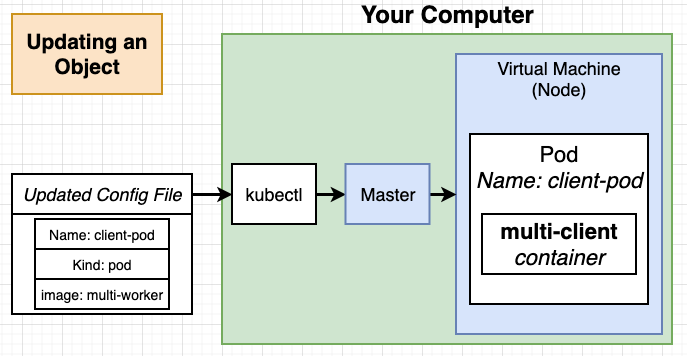 Your Computer
Updating an
Object
Virtual Machine
(Node)
Pod
Name: client-pod
Updated Config File
kubectl
Master
Name: client-pod
Kind: pod
image: multi-worker
multi-client
container